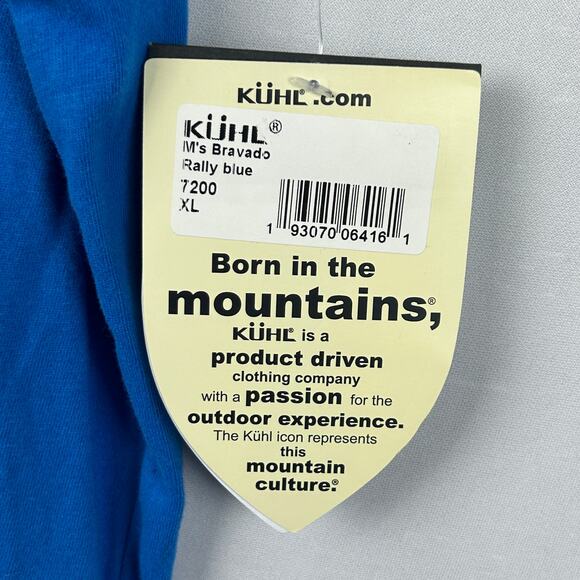 KÜHL®.com
KÜHL®
M's Bravado
Rally blue
7200
XL
1 93070 06416 1
Born in the
mountains,®
KÜHL® is a
product driven
clothing company
with a passion for the
outdoor experience.
The Kühl icon represents
this
mountain
culture.®